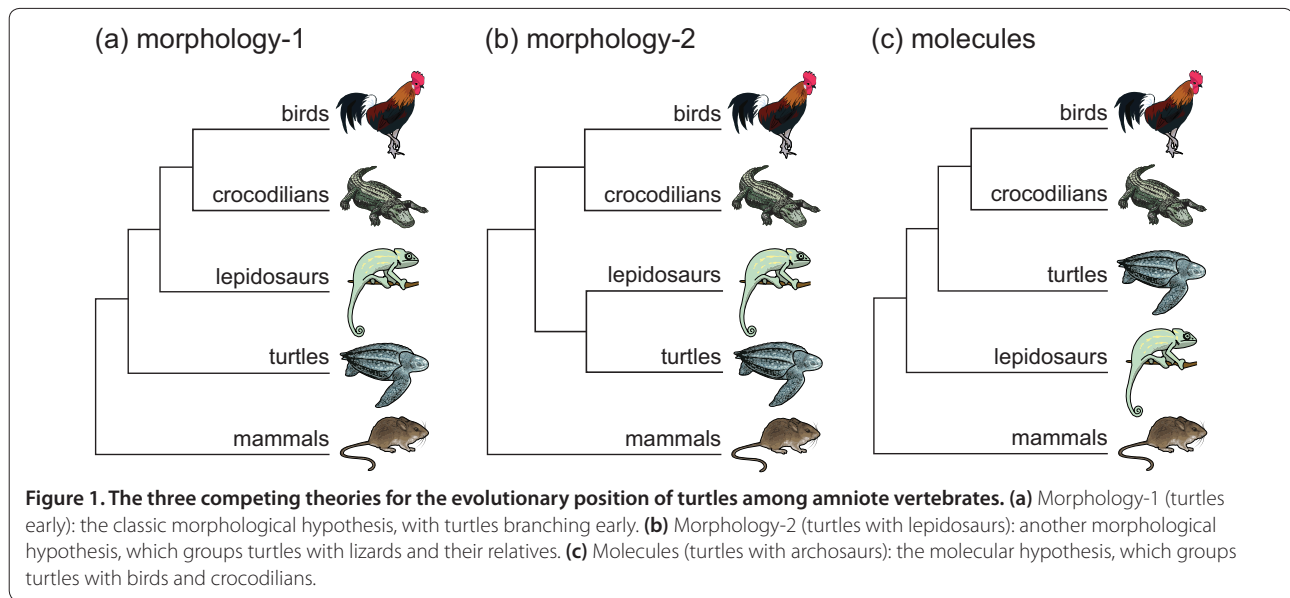 (a) morphology-1
(b) morphology-2
(c) molecules
birds
crocodilians
lepidosaurs
turtles
mammals
birds
crocodilians
lepidosaurs
turtles
mammals
birds
crocodilians
turtles
lepidosaurs
mammals
Figure 1. The three competing theories for the evolutionary position of turtles among amniote vertebrates. (a) Morphology-1 (turtles
early): the classic morphological hypothesis, with turtles branching early. (b) Morphology-2 (turtles with lepidosaurs): another morphological
hypothesis, which groups turtles with lizards and their relatives. (c) Molecules (turtles with archosaurs): the molecular hypothesis, which groups
turtles with birds and crocodilians.